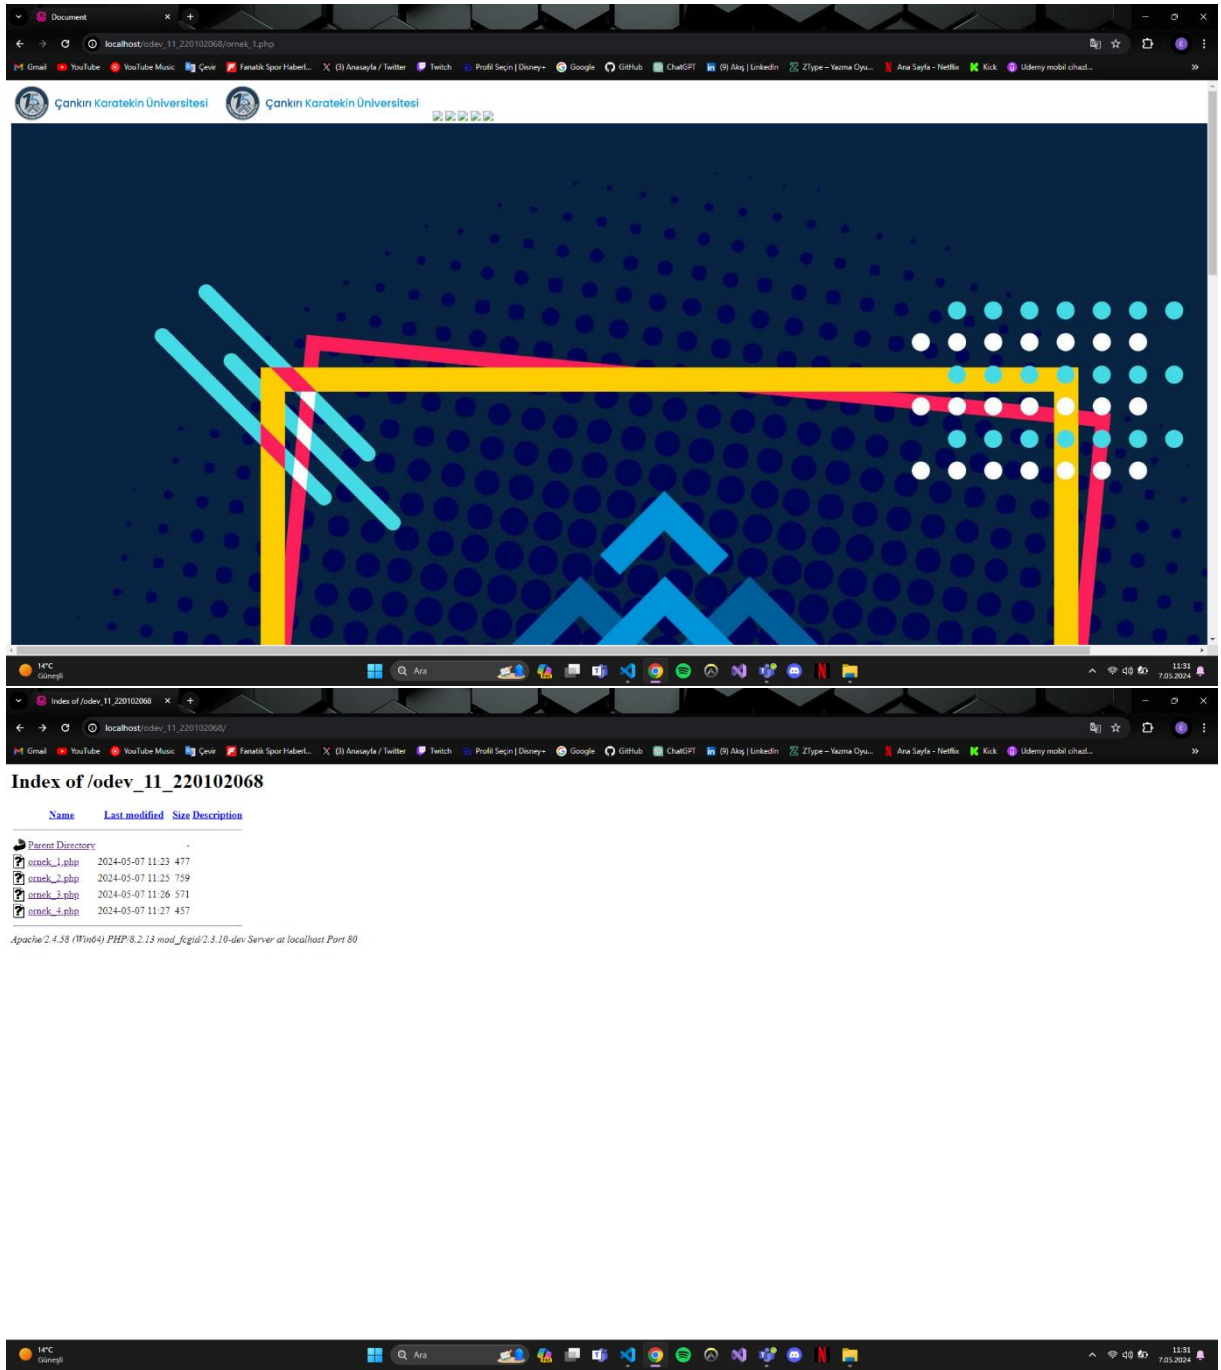 Document
localhost/odev_11_220102068/ornek_1.php
Gmail YouTube YouTube Music Çevir Fanatik Spor Haberl... (3) Anasayfa / Twitter Twitch Profil Seçin | Disney+ Google GitHub ChatGPT (9) Akış | LinkedIn ZType – Yazma Oyu... Ana Sayfa - Netflix Kick Udemy mobil cihazl... »
Çankırı Karatekin Üniversitesi Çankırı Karatekin Üniversitesi
14°C
Güneşli
Ara
11:31
7.05.2024
Index of /odev_11_220102068
localhost/odev_11_220102068/
Gmail YouTube YouTube Music Çevir Fanatik Spor Haberl... (3) Anasayfa / Twitter Twitch Profil Seçin | Disney+ Google GitHub ChatGPT (9) Akış | LinkedIn ZType – Yazma Oyu... Ana Sayfa - Netflix Kick Udemy mobil cihazl... »
Index of /odev_11_220102068
Name Last modified Size Description
Parent Directory -
ornek_1.php 2024-05-07 11:23 477
ornek_2.php 2024-05-07 11:25 759
ornek_3.php 2024-05-07 11:26 571
ornek_4.php 2024-05-07 11:27 457
Apache/2.4.58 (Win64) PHP/8.2.13 mod_fcgid/2.3.10-dev Server at localhost Port 80
14°C
Güneşli
Ara
11:31
7.05.2024